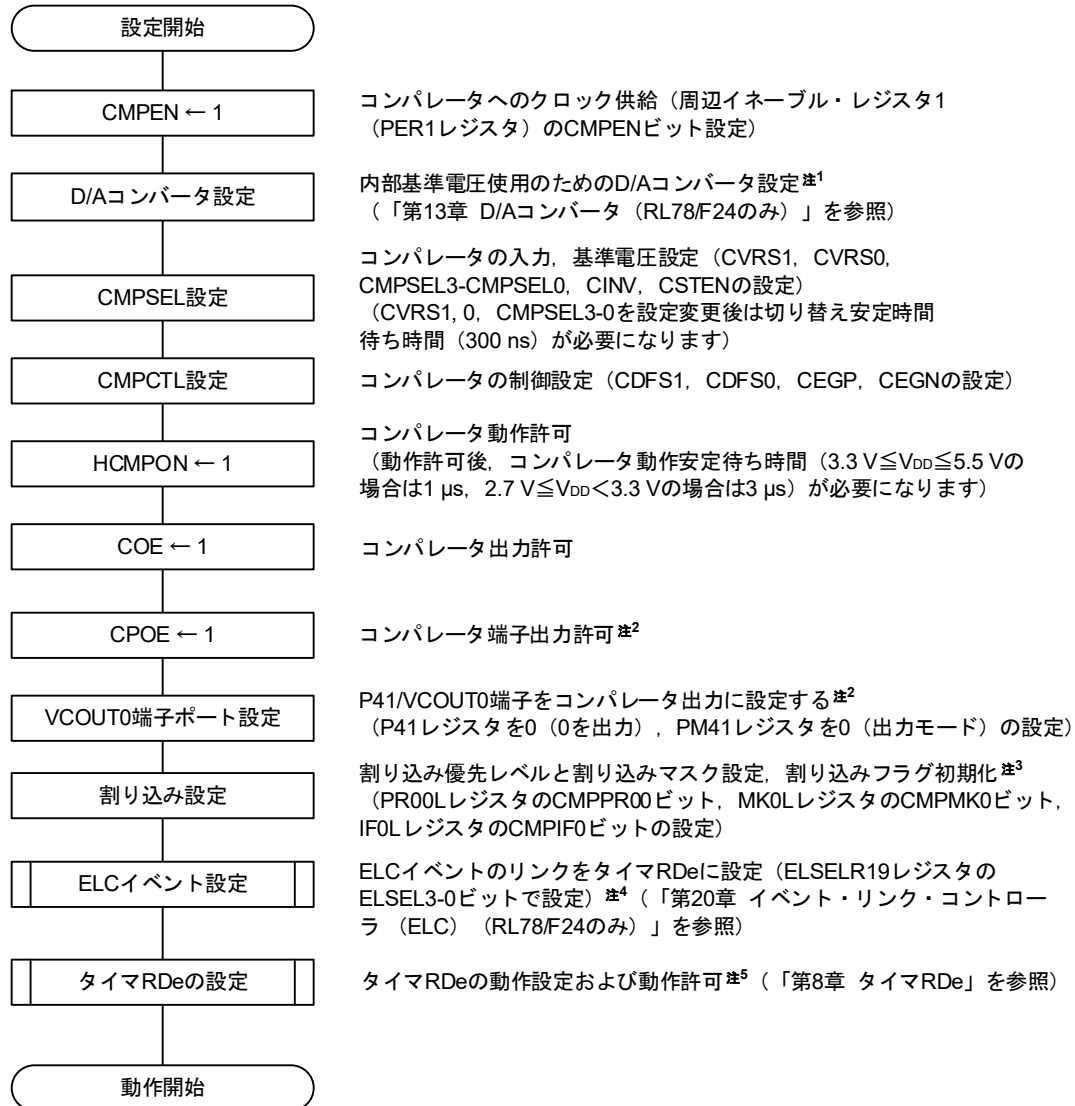 設定開始
CMPEN ← 1
コンパレータへのクロック供給（周辺イネーブル・レジスタ1
（PER1レジスタ）のCMPENビット設定）
D/Aコンバータ設定
内部基準電圧使用のためのD/Aコンバータ設定注1
（「第13章 D/Aコンバータ（RL78/F24のみ）」を参照）
CMPSEL設定
コンパレータの入力，基準電圧設定（CVRS1，CVRS0，
CMPSEL3-CMPSEL0，CINV，CSTENの設定）
（CVRS1, 0，CMPSEL3-0を設定変更後は切り替え安定時間
待ち時間（300 ns）が必要になります）
CMPCTL設定
コンパレータの制御設定（CDFS1，CDFS0，CEGP，CEGNの設定）
HCMPON ← 1
コンパレータ動作許可
（動作許可後，コンパレータ動作安定待ち時間（3.3 V≦VDD≦5.5 Vの
場合は1 µs，2.7 V≦VDD＜3.3 Vの場合は3 µs）が必要になります）
COE ← 1
コンパレータ出力許可
CPOE ← 1
コンパレータ端子出力許可注2
VCOUT0端子ポート設定
P41/VCOUT0端子をコンパレータ出力に設定する注2
（P41レジスタを0（0を出力），PM41レジスタを0（出力モード）の設定）
割り込み設定
割り込み優先レベルと割り込みマスク設定，割り込みフラグ初期化注3
（PR00LレジスタのCMPPR00ビット，MK0LレジスタのCMPMK0ビット，
IF0LレジスタのCMPIF0ビットの設定）
ELCイベント設定
ELCイベントのリンクをタイマRDeに設定（ELSELR19レジスタの
ELSEL3-0ビットで設定）注4（「第20章 イベント・リンク・コントロー
ラ （ELC）（RL78/F24のみ）」を参照）
タイマRDeの設定
タイマRDeの動作設定および動作許可注5（「第8章 タイマRDe」を参照）
動作開始